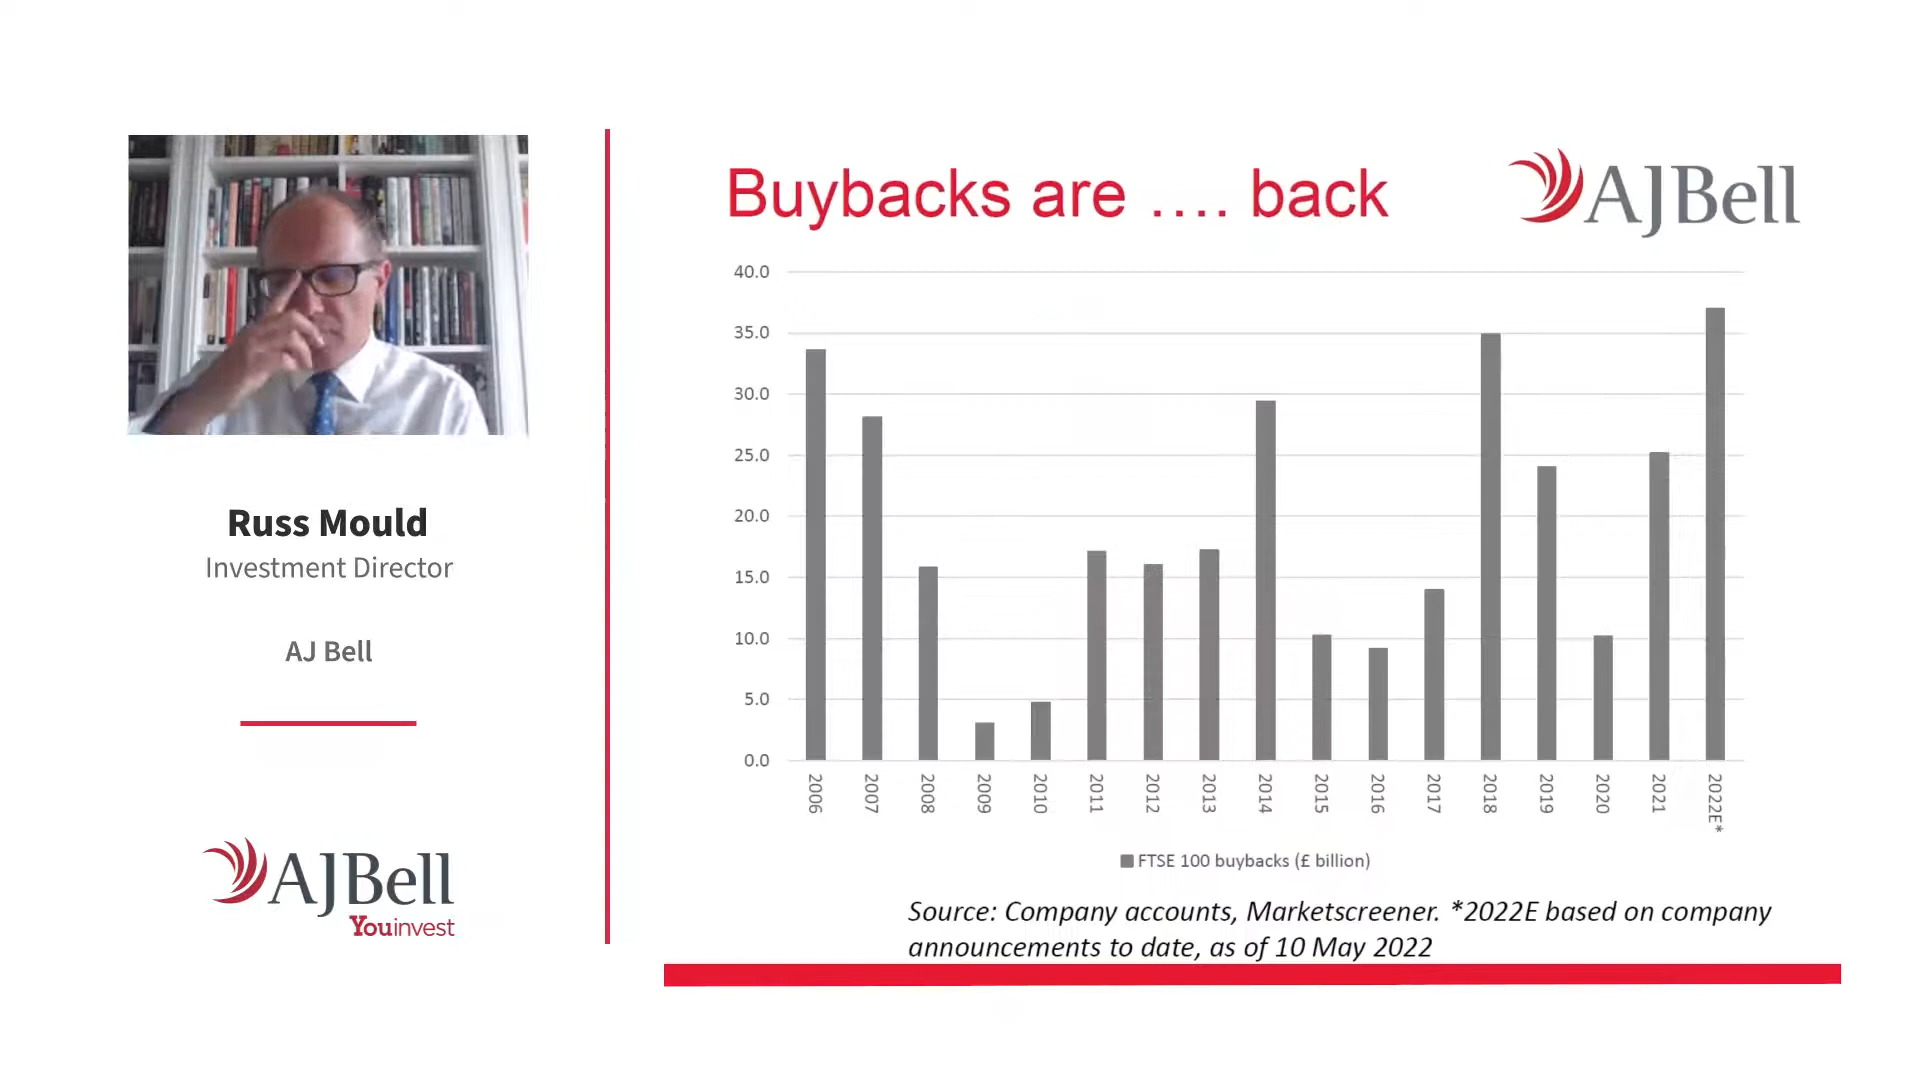 Russ Mould
Investment Director
AJ Bell
AJBell
Youinvest
Buybacks are .... back
AJBell
40.0
35.0
30.0
25.0
20.0
15.0
10.0
5.0
0.0
2006
2007
2008
2009
2010
2011
2012
2013
2014
2015
2016
2017
2018
2019
2020
2021
2022E*
FTSE 100 buybacks (£ billion)
Source: Company accounts, Marketscreener. *2022E based on company
announcements to date, as of 10 May 2022